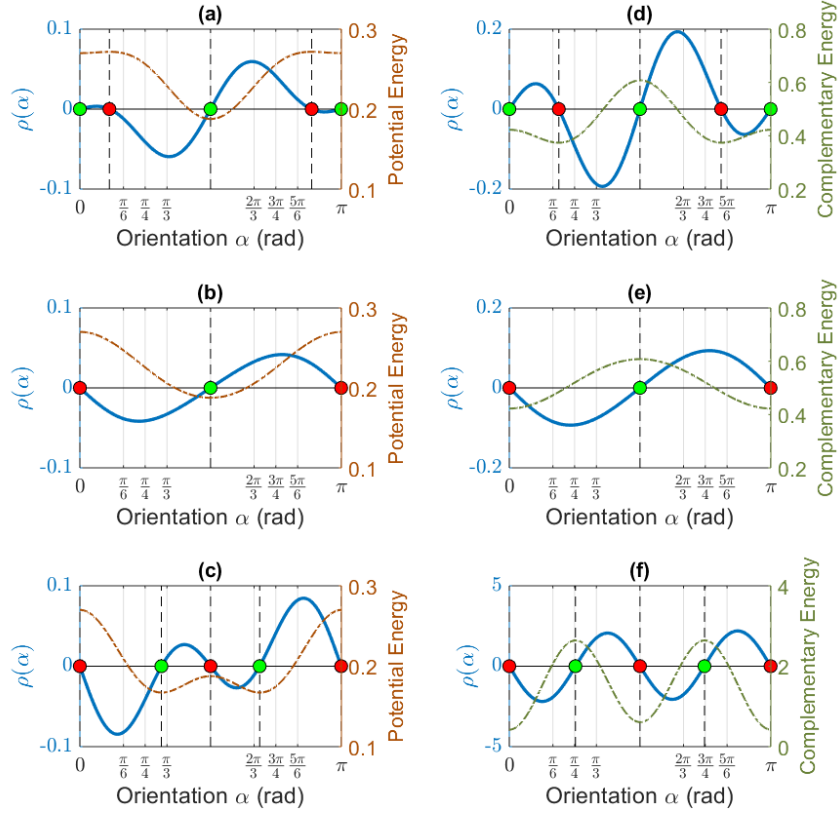 (a)
0.1
0
-0.1
ρ(α)
0.3
0.2
0.1
Potential Energy
0 π/6 π/4 π/3 2π/3 3π/4 5π/6 π
Orientation α (rad)
(d)
0.2
0
-0.2
ρ(α)
0.8
0.6
0.4
0.2
Complementary Energy
0 π/6 π/4 π/3 2π/3 3π/4 5π/6 π
Orientation α (rad)
(b)
0.1
0
-0.1
ρ(α)
0.3
0.2
0.1
Potential Energy
0 π/6 π/4 π/3 2π/3 3π/4 5π/6 π
Orientation α (rad)
(e)
0.2
0
-0.2
ρ(α)
0.8
0.6
0.4
0.2
Complementary Energy
0 π/6 π/4 π/3 2π/3 3π/4 5π/6 π
Orientation α (rad)
(c)
0.1
0
-0.1
ρ(α)
0.3
0.2
0.1
Potential Energy
0 π/6 π/4 π/3 2π/3 3π/4 5π/6 π
Orientation α (rad)
(f)
5
0
-5
ρ(α)
4
2
0
Complementary Energy
0 π/6 π/4 π/3 2π/3 3π/4 5π/6 π
Orientation α (rad)